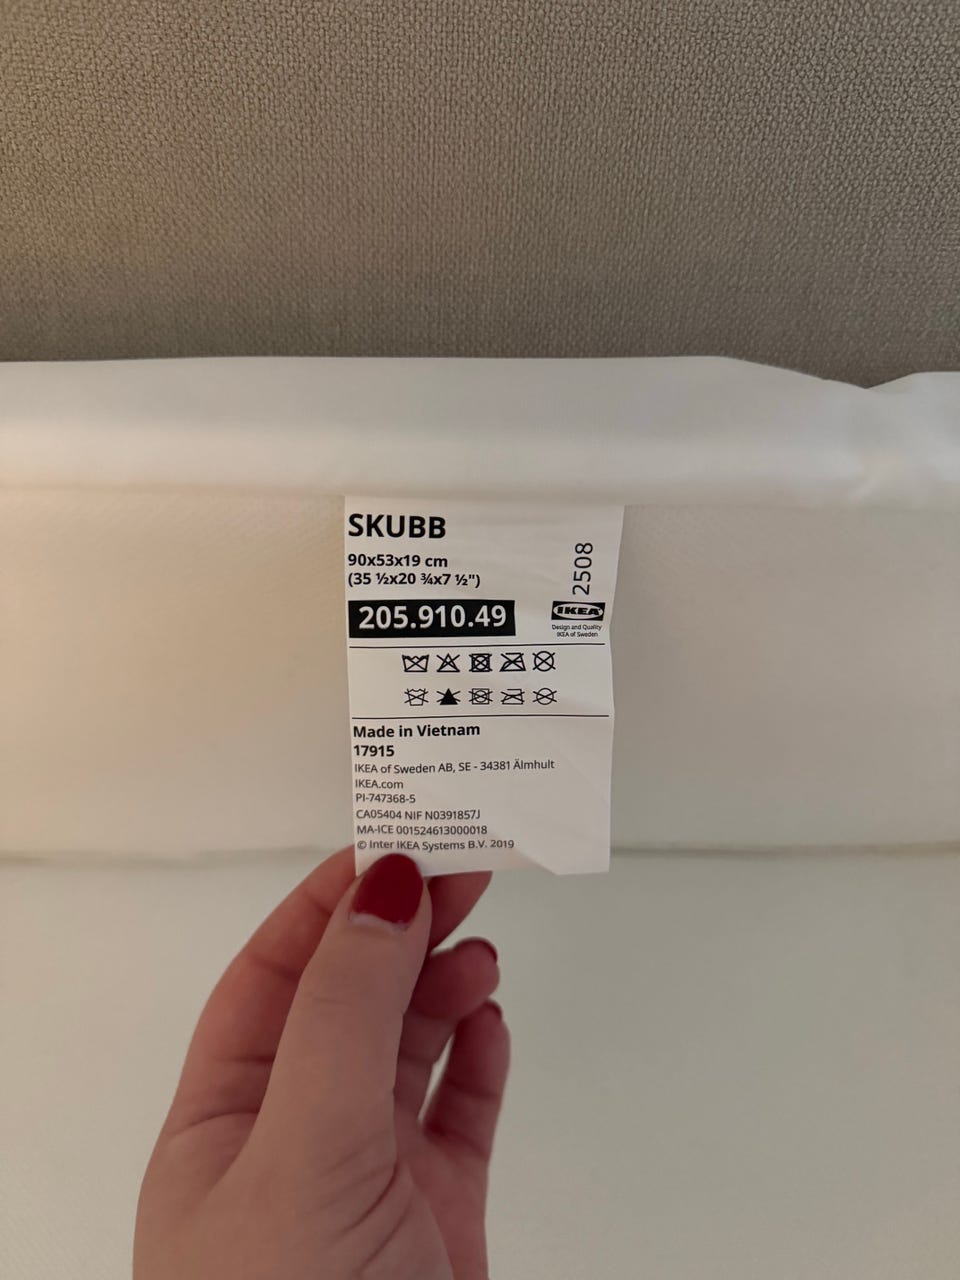 SKUBB
90x53x19 cm
(35 ½x20 ¾x7 ½")
205.910.49
2508
IKEA
Design and Quality
IKEA of Sweden
Made in Vietnam
17915
IKEA of Sweden AB, SE - 34381 Älmhult
IKEA.com
PI-747368-5
CA05404 NIF N0391857J
MA-ICE 001524613000018
© Inter IKEA Systems B.V. 2019